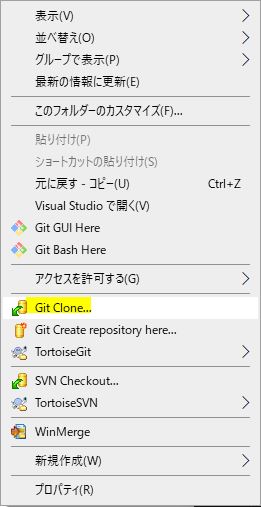 表示(V)
並べ替え(O)
グループで表示(P)
最新の情報に更新(E)
このフォルダーのカスタマイズ(F)...
貼り付け(P)
ショートカットの貼り付け(S)
元に戻す - コピー(U) Ctrl+Z
Visual Studio で開く(V)
Git GUI Here
Git Bash Here
アクセスを許可する(G)
Git Clone...
Git Create repository here...
TortoiseGit
SVN Checkout...
TortoiseSVN
WinMerge
新規作成(W)
プロパティ(R)